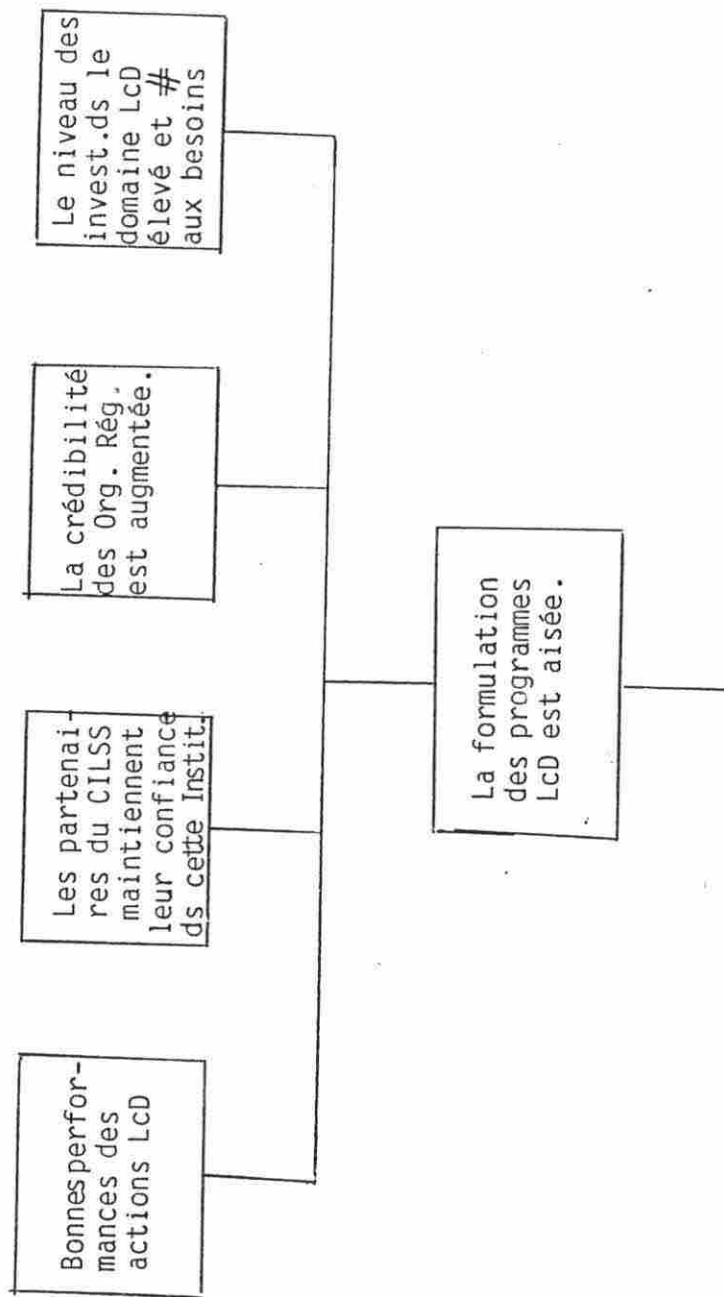 Bonnesperfor-
mances des
actions LcD
Les partenai-
res du CILSS
maintiennent
leur confiance
ds cette Instit.
La crédibilité
des Org. Rég.
est augmentée.
Le niveau des
invest.ds le
domaine LcD
élevé et #
aux besoins
La formulation
des programmes
LcD est aisée.